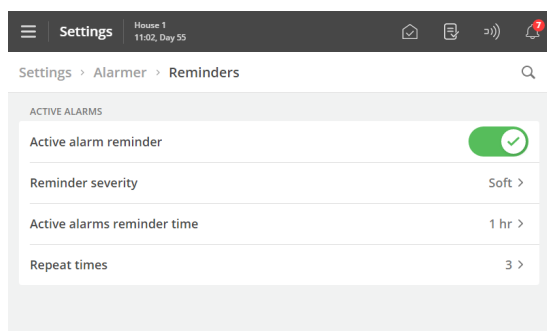 Settings
House 1
11:02, Day 55
7
Settings > Alarmer > Reminders
ACTIVE ALARMS
Active alarm reminder
Reminder severity Soft >
Active alarms reminder time 1 hr >
Repeat times 3 >